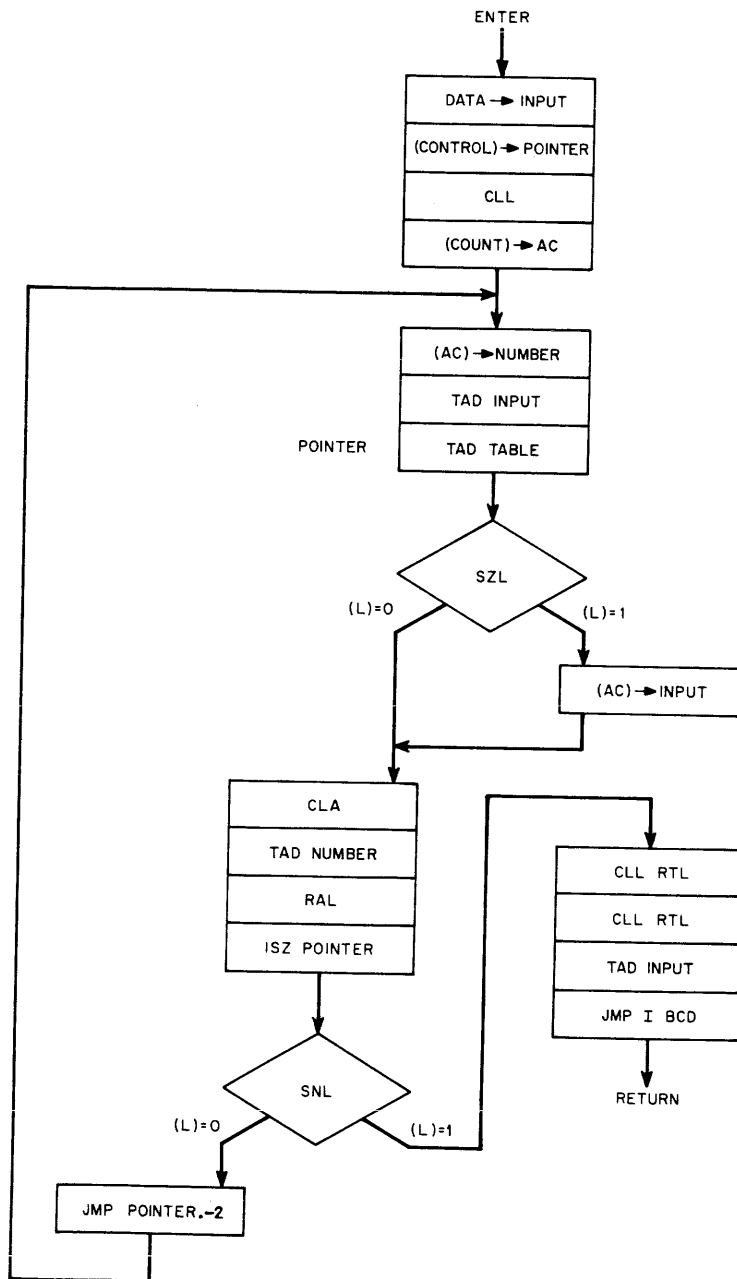 ENTER
DATA → INPUT
(CONTROL) → POINTER
CLL
(COUNT) → AC
(AC) → NUMBER
TAD INPUT
POINTER
TAD TABLE
SZL
(L)=0
(L)=1
(AC) → INPUT
CLA
TAD NUMBER
RAL
ISZ POINTER
SNL
(L)=0
(L)=1
JMP POINTER.-2
CLL RTL
CLL RTL
TAD INPUT
JMP I BCD
RETURN